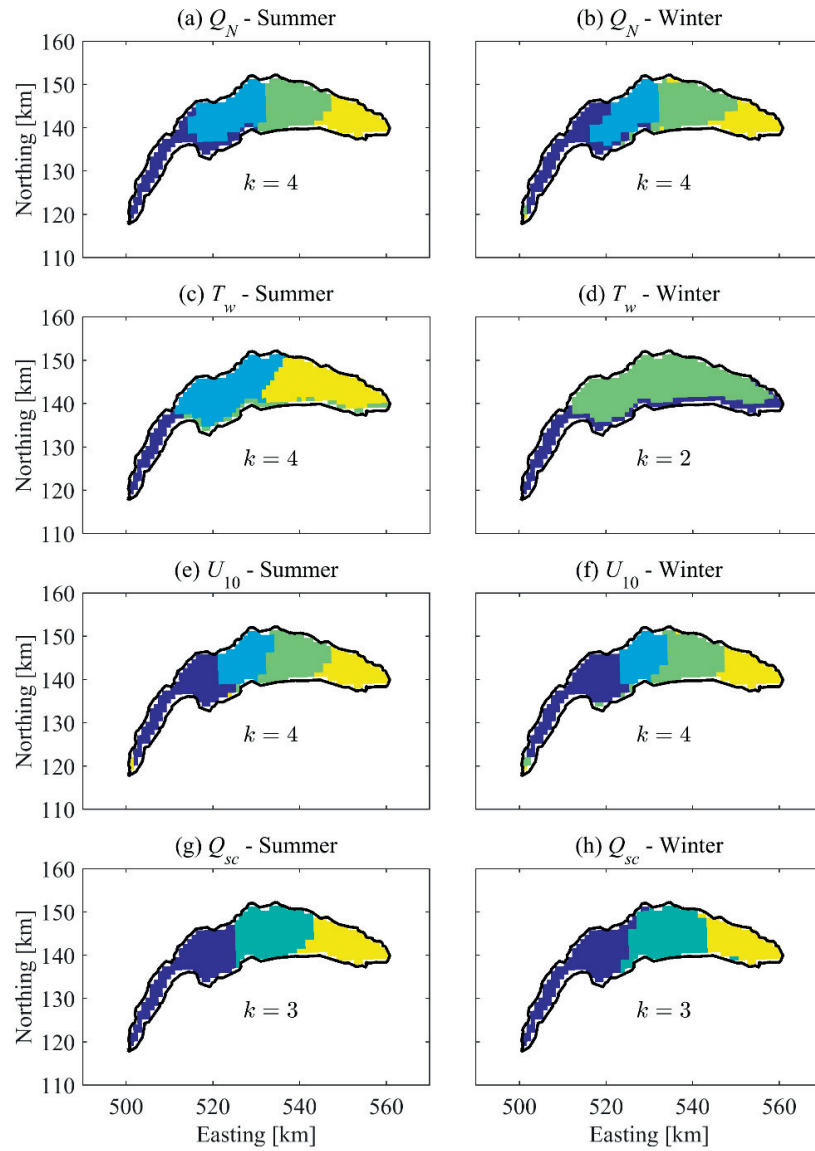 (a) Q_N - Summer
(b) Q_N - Winter
160
150
140
130
120
110
Northing [km]
k = 4
k = 4
(c) T_w - Summer
(d) T_w - Winter
160
150
140
130
120
110
Northing [km]
k = 4
k = 2
(e) U_10 - Summer
(f) U_10 - Winter
160
150
140
130
120
110
Northing [km]
k = 4
k = 4
(g) Q_sc - Summer
(h) Q_sc - Winter
160
150
140
130
120
110
Northing [km]
k = 3
k = 3
500 520 540 560
500 520 540 560
Easting [km]
Easting [km]